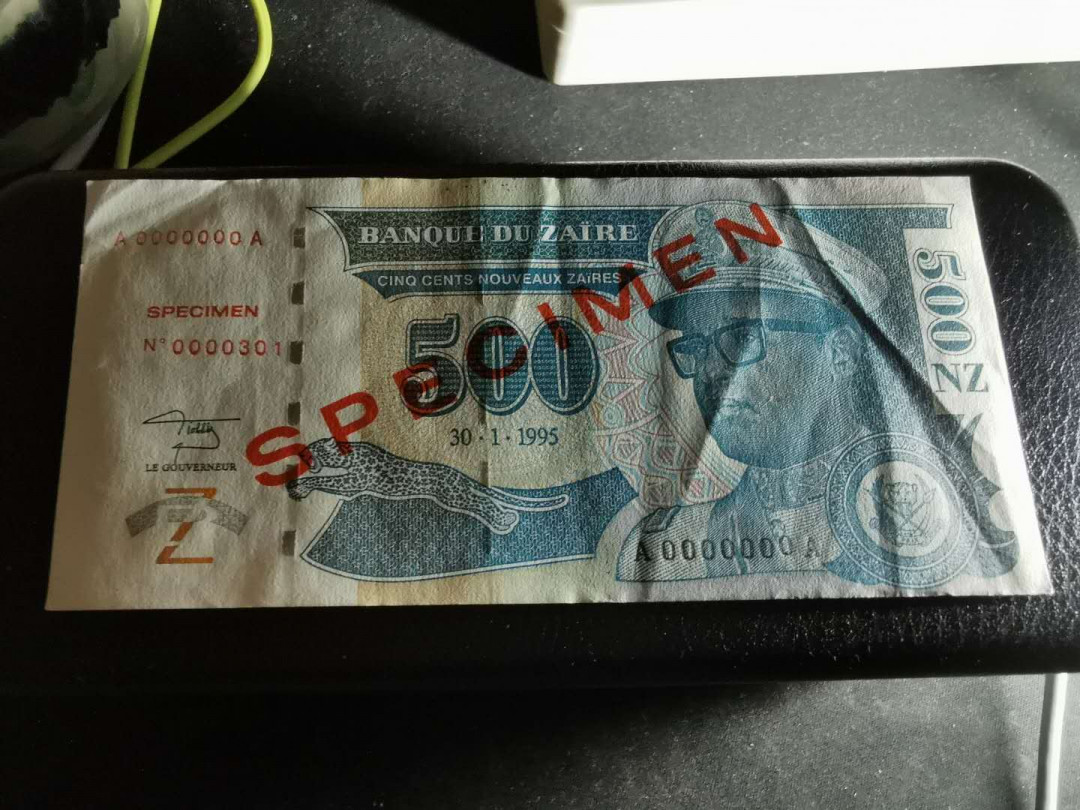 A 0000000 A
SPECIMEN
N° 0000301
LE GOUVERNEUR
Z
BANQUE DU ZAÏRE
CINQ CENTS NOUVEAUX ZAÏRES
500
30·1·1995
SPECIMEN
500
NZ
A 0000000 A